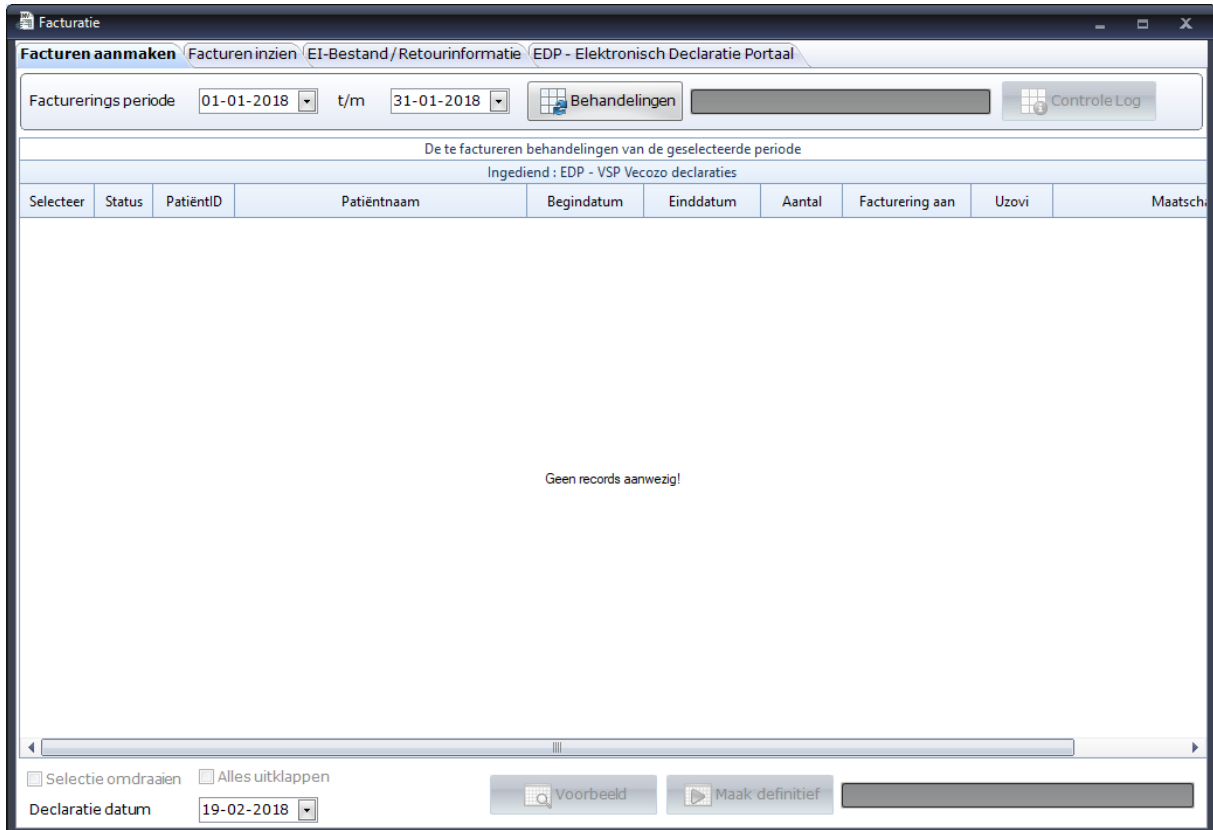 Facturatie
Facturen aanmaken Facturen inzien EI-Bestand / Retourinformatie EDP - Elektronisch Declaratie Portaal
Facturerings periode 01-01-2018 t/m 31-01-2018 Behandelingen Controle Log
De te factureren behandelingen van de geselecteerde periode
Ingediend : EDP - VSP Vecozo declaraties
Selecteer Status PatiëntID Patiëntnaam Begindatum Einddatum Aantal Facturering aan Uzovi Maatscha
Geen records aanwezig!
Selectie omdraaien Alles uitklappen
Voorbeeld Maak definitief
Declaratie datum 19-02-2018